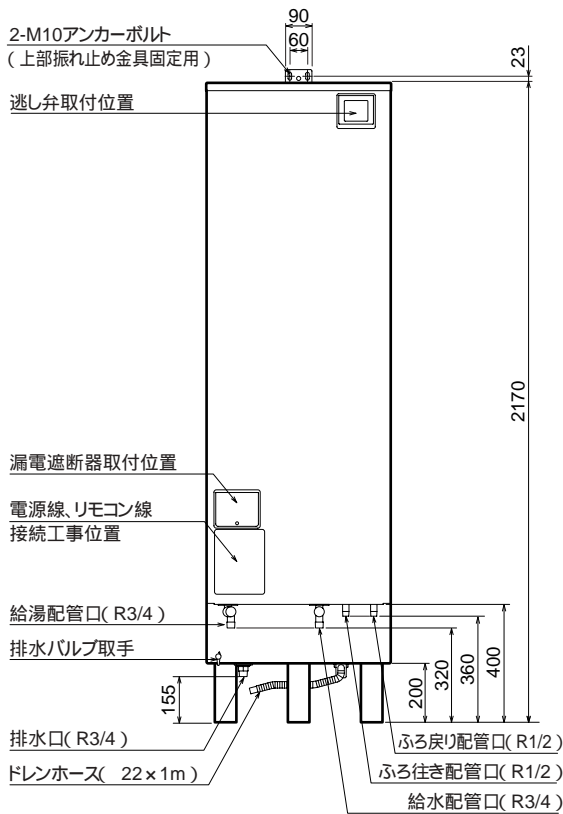 90
60
23
2-M10アンカーボルト
(上部振れ止め金具固定用)
逃し弁取付位置
2170
漏電遮断器取付位置
電源線、リモコン線
接続工事位置
給湯配管口(R3/4)
排水バルブ取手
155
200
320
360
400
排水口(R3/4)
ドレンホース( 22×1m)
ふろ戻り配管口(R1/2)
ふろ往き配管口(R1/2)
給水配管口(R3/4)